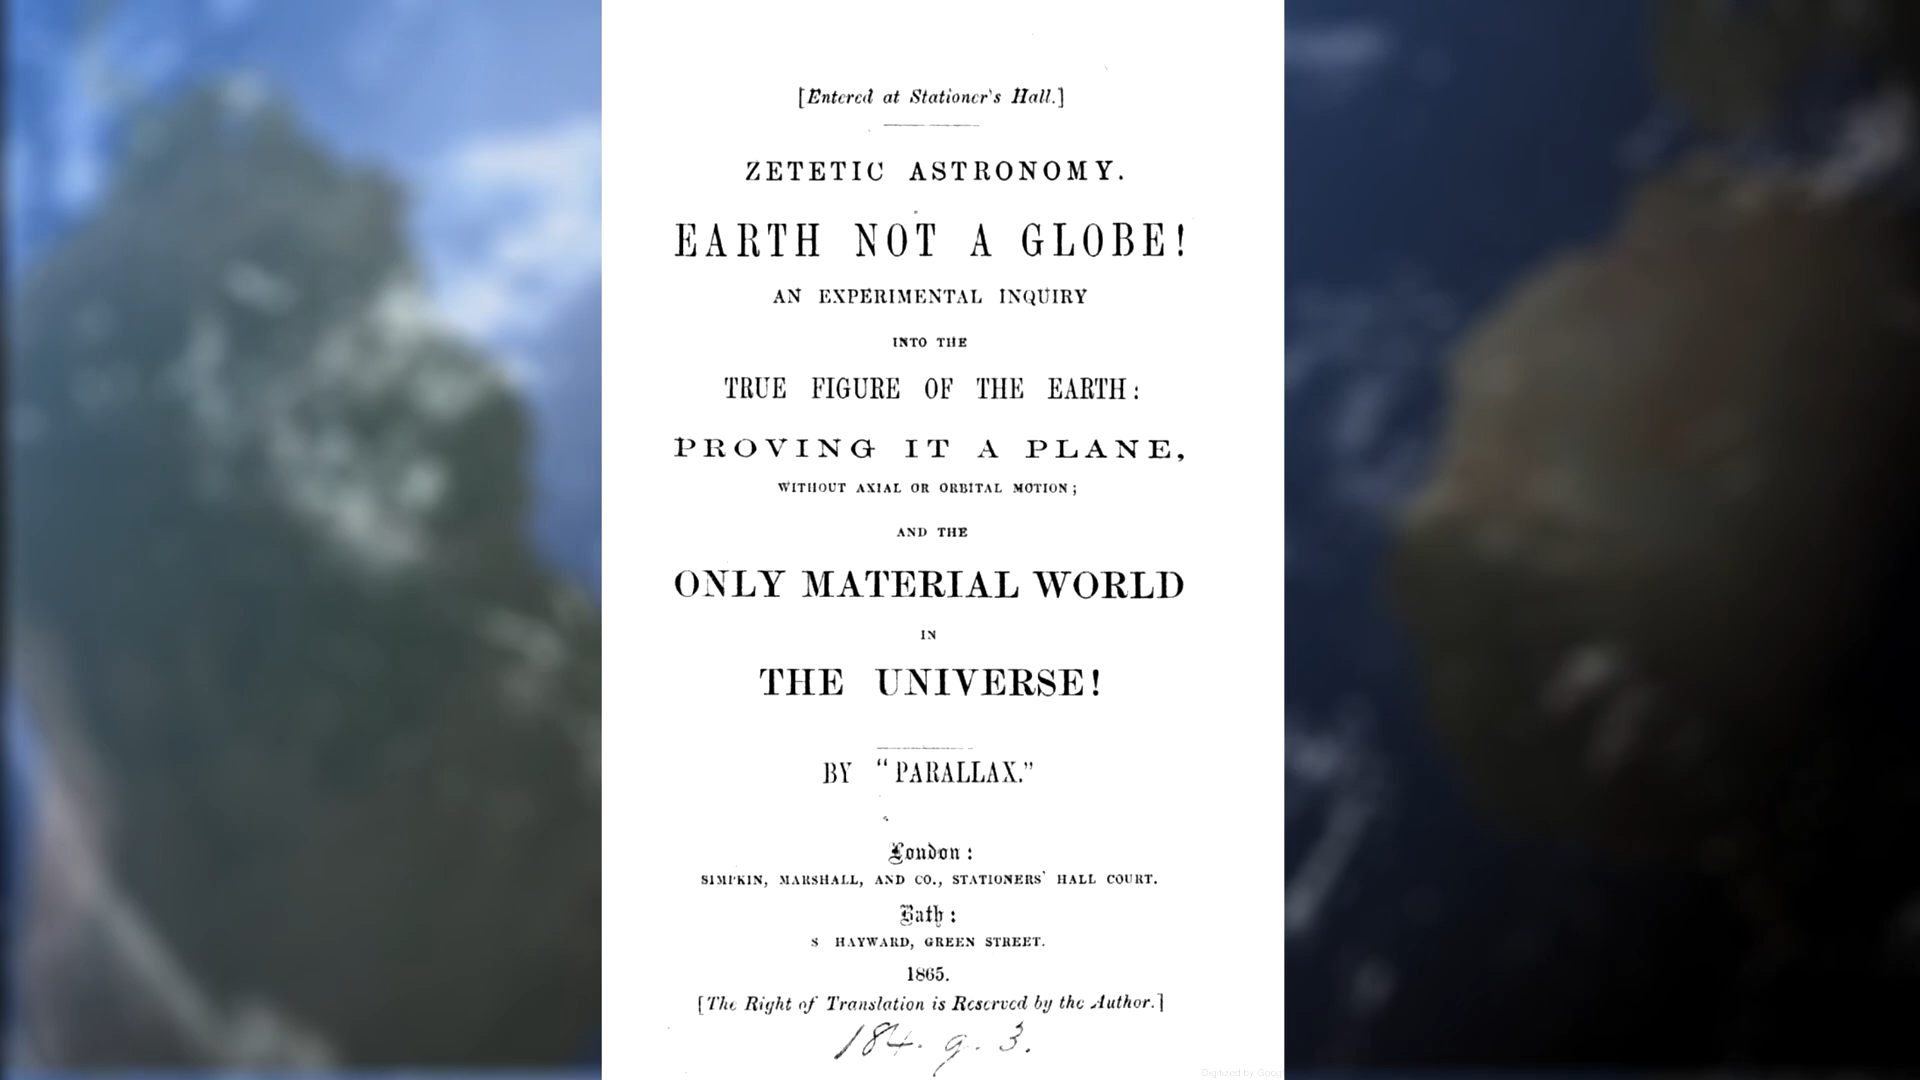 [Entered at Stationer's Hall.]
ZETETIC ASTRONOMY.
EARTH NOT A GLOBE!
AN EXPERIMENTAL INQUIRY
INTO THE
TRUE FIGURE OF THE EARTH:
PROVING IT A PLANE,
WITHOUT AXIAL OR ORBITAL MOTION;
AND THE
ONLY MATERIAL WORLD
IN
THE UNIVERSE!
BY "PARALLAX."
London:
SIMPKIN, MARSHALL, AND CO., STATIONERS' HALL COURT.
Bath:
S HAYWARD, GREEN STREET.
1865.
[The Right of Translation is Reserved by the Author.]
184. g. 3.
Digitized by Goog